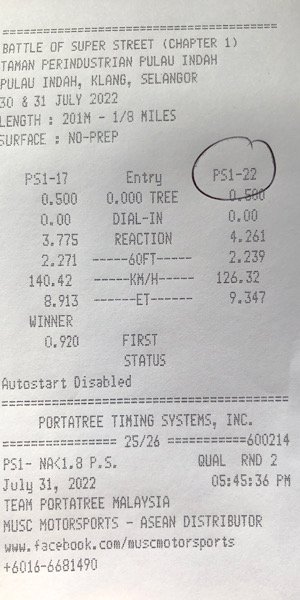 ==================================
BATTLE OF SUPER STREET (CHAPTER 1)
TAMAN PERINDUSTRIAN PULAU INDAH
PULAU INDAH, KLANG, SELANGOR
30 & 31 JULY 2022
LENGTH : 201M - 1/8 MILES
SURFACE : NO-PREP
PS1-17 Entry PS1-22
0.500 0.000 TREE 0.500
0.00 DIAL-IN 0.00
3.775 REACTION 4.261
2.271 -----60FT----- 2.239
140.42 -----KM/H----- 126.32
8.913 ------ET------ 9.347
WINNER
0.920 FIRST
STATUS
Autostart Disabled
==================================
PORTATREE TIMING SYSTEMS, INC.
=============== 25/26 ===========600214
PS1- NA<1.8 P.S. QUAL RND 2
July 31, 2022 05:45:36 PM
TEAM PORTATREE MALAYSIA
MUSC MOTORSPORTS - ASEAN DISTRIBUTOR
www.facebook.com/muscmotorsports
+6016-6681490